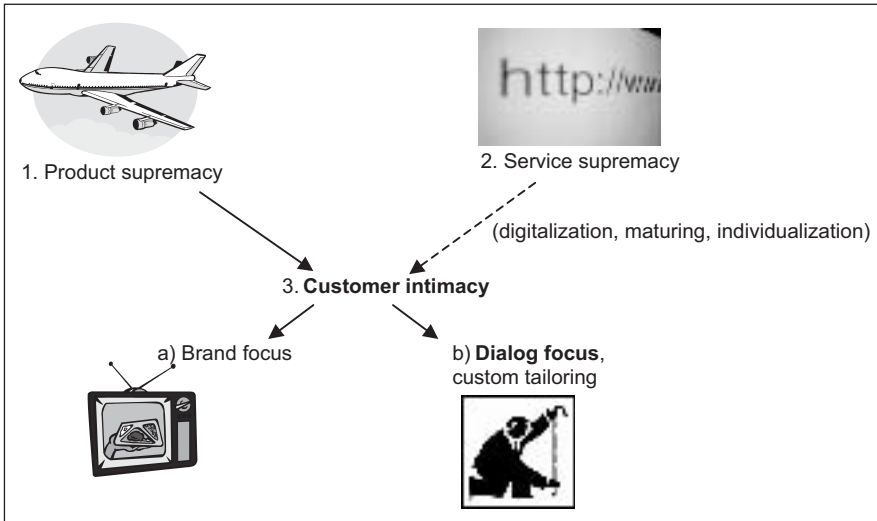 http://www
1. Product supremacy
2. Service supremacy
(digitalization, maturing, individualization)
3. Customer intimacy
a) Brand focus
b) Dialog focus,
custom tailoring